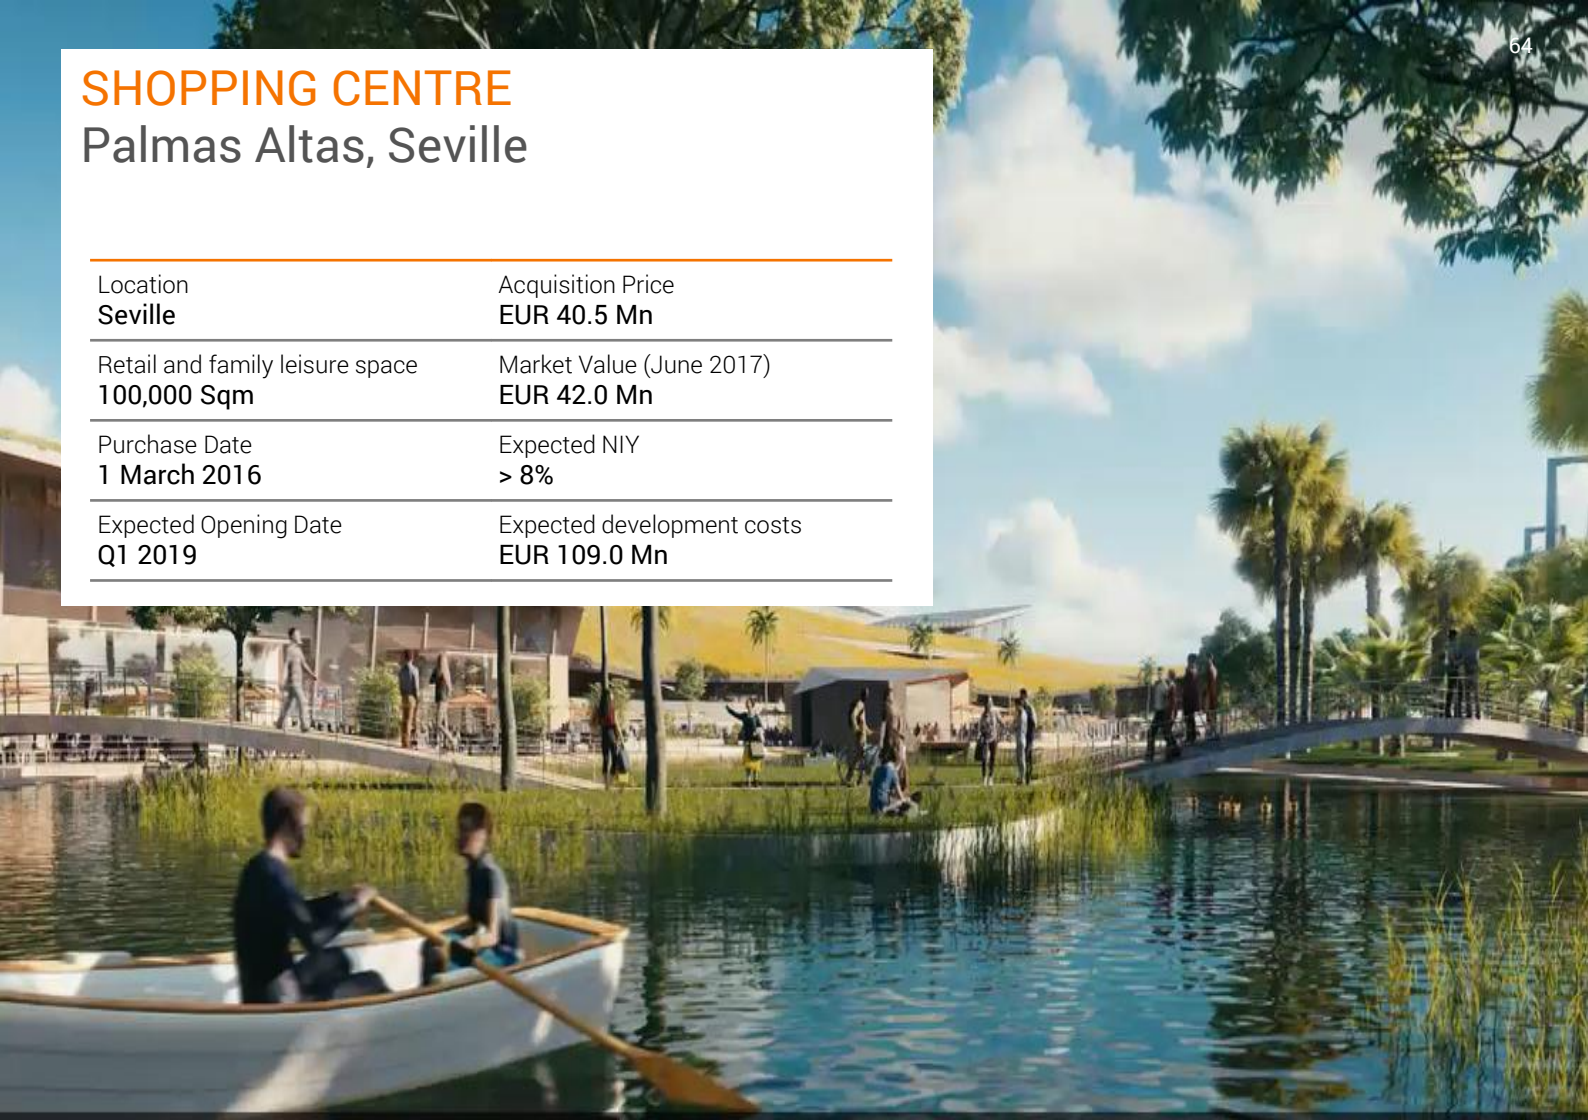 64
SHOPPING CENTRE
Palmas Altas, Seville
Location
Seville
Acquisition Price
EUR 40.5 Mn
Retail and family leisure space
100,000 Sqm
Market Value (June 2017)
EUR 42.0 Mn
Purchase Date
1 March 2016
Expected NIY
> 8%
Expected Opening Date
Q1 2019
Expected development costs
EUR 109.0 Mn